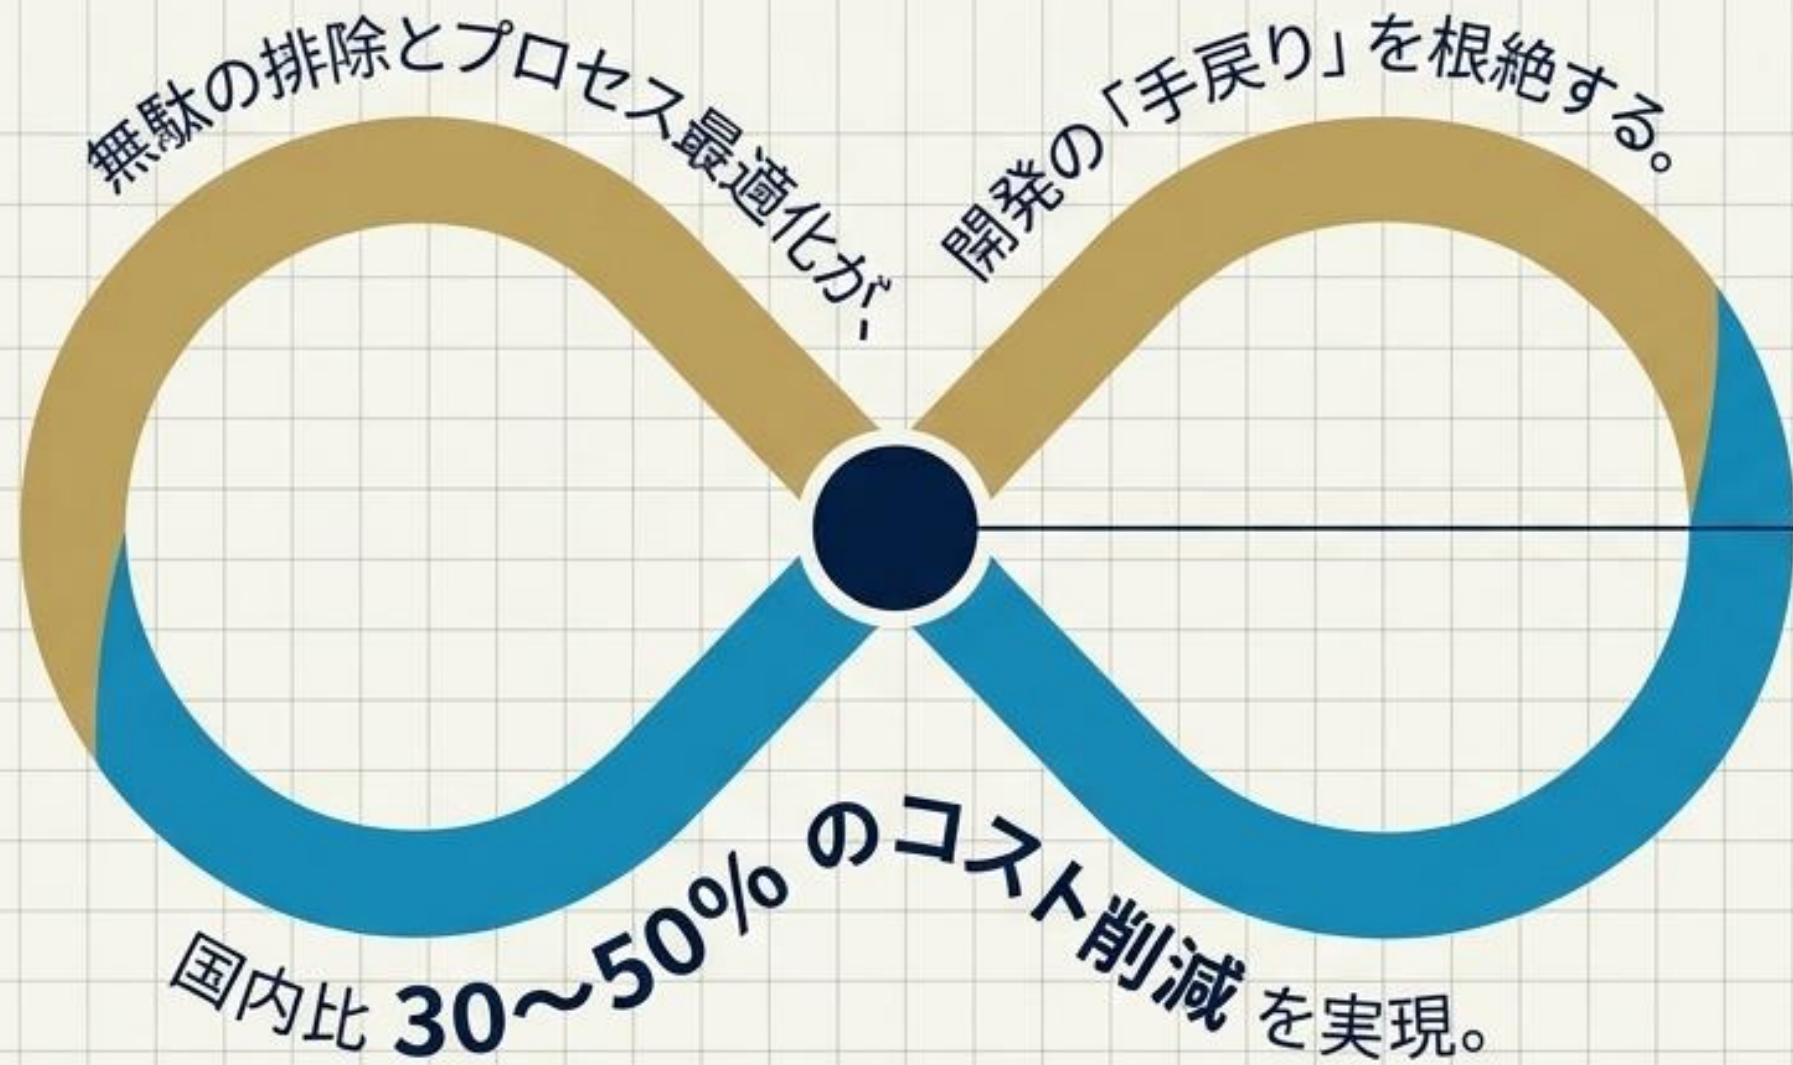 無駄の排除とプロセス最適化が、
開発の「手戻り」を根絶する。
国内比 30〜50% のコスト削減 を実現。